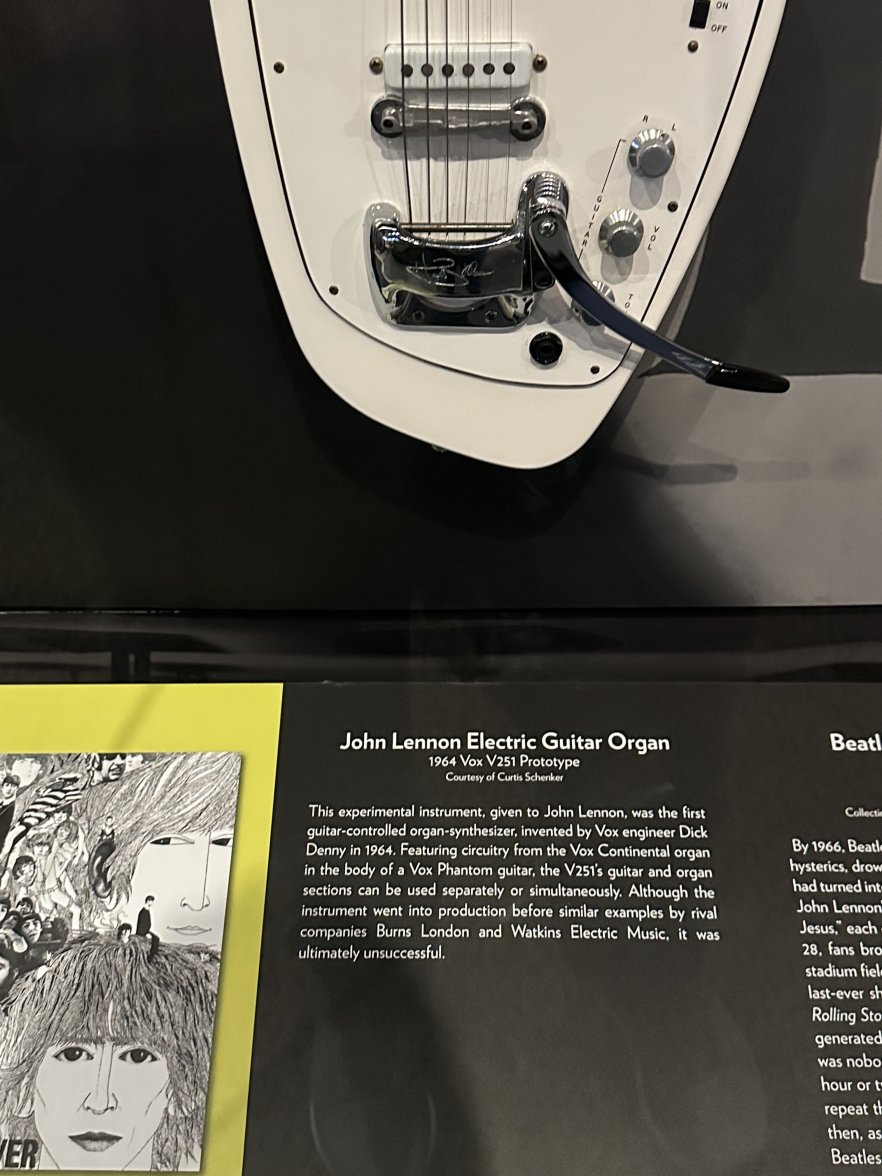 ON
OFF
R L
GUITAR
VOL
TO
John Lennon Electric Guitar Organ
1964 Vox V251 Prototype
Courtesy of Curtis Schenker
This experimental instrument, given to John Lennon, was the first
guitar-controlled organ-synthesizer, invented by Vox engineer Dick
Denny in 1964. Featuring circuitry from the Vox Continental organ
in the body of a Vox Phantom guitar, the V251's guitar and organ
sections can be used separately or simultaneously. Although the
instrument went into production before similar examples by rival
companies Burns London and Watkins Electric Music, it was
ultimately unsuccessful.
VER
Beatl
Collectio
By 1966, Beatle
hysterics, drow
had turned int
John Lennon'
Jesus," each
28, fans bro
stadium fiel
last-ever sh
Rolling Sto
generated
was nobo
hour or t
repeat th
then, as
Beatles